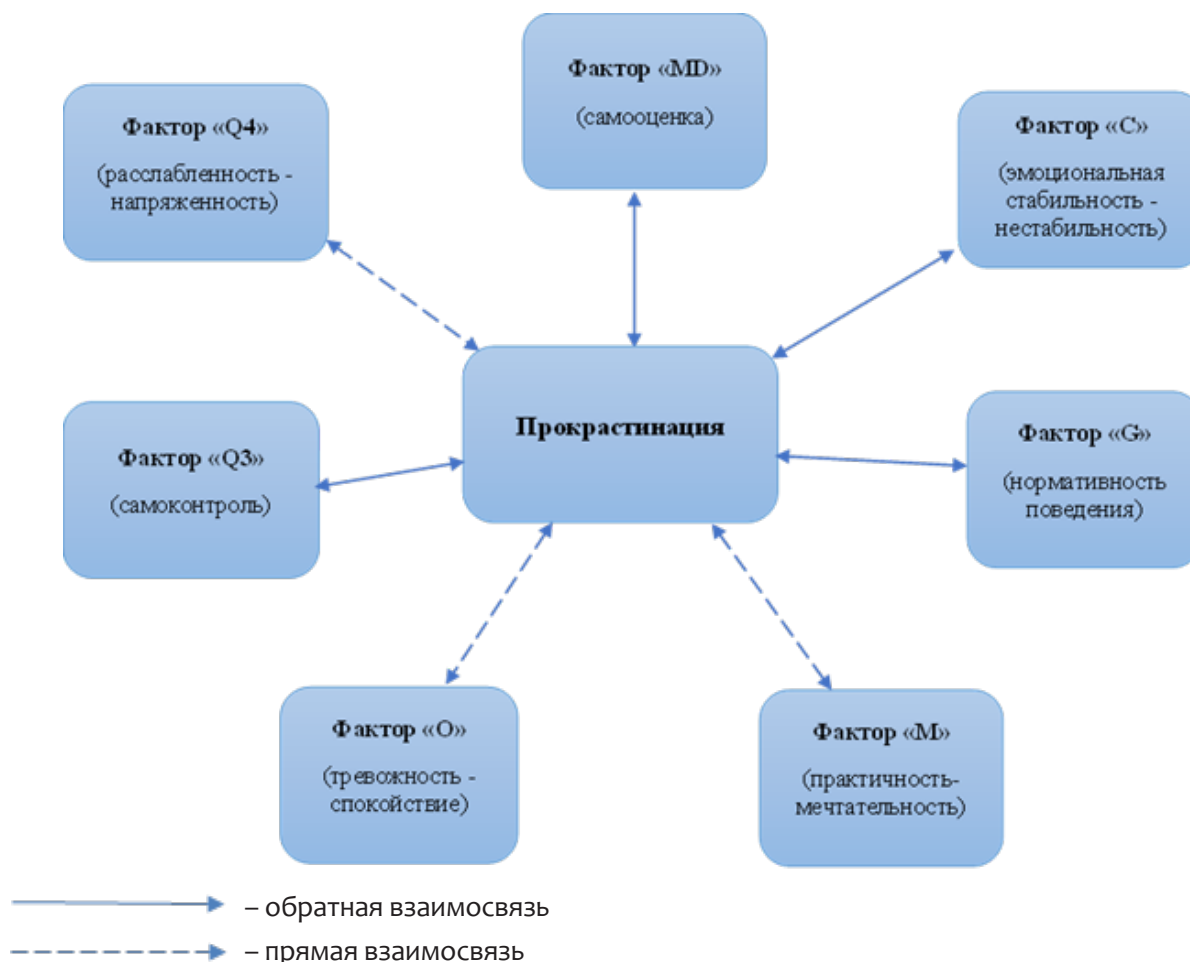 Фактор «MD»
(самооценка)
Фактор «Q4»
(расслабленность -
напряженность)
Фактор «C»
(эмоциональная
стабильность -
нестабильность)
Прокрастинация
Фактор «Q3»
(самоконтроль)
Фактор «G»
(нормативность
поведения)
Фактор «O»
(тревожность -
спокойствие)
Фактор «M»
(практичность-
мечтательность)
– обратная взаимосвязь
– прямая взаимосвязь